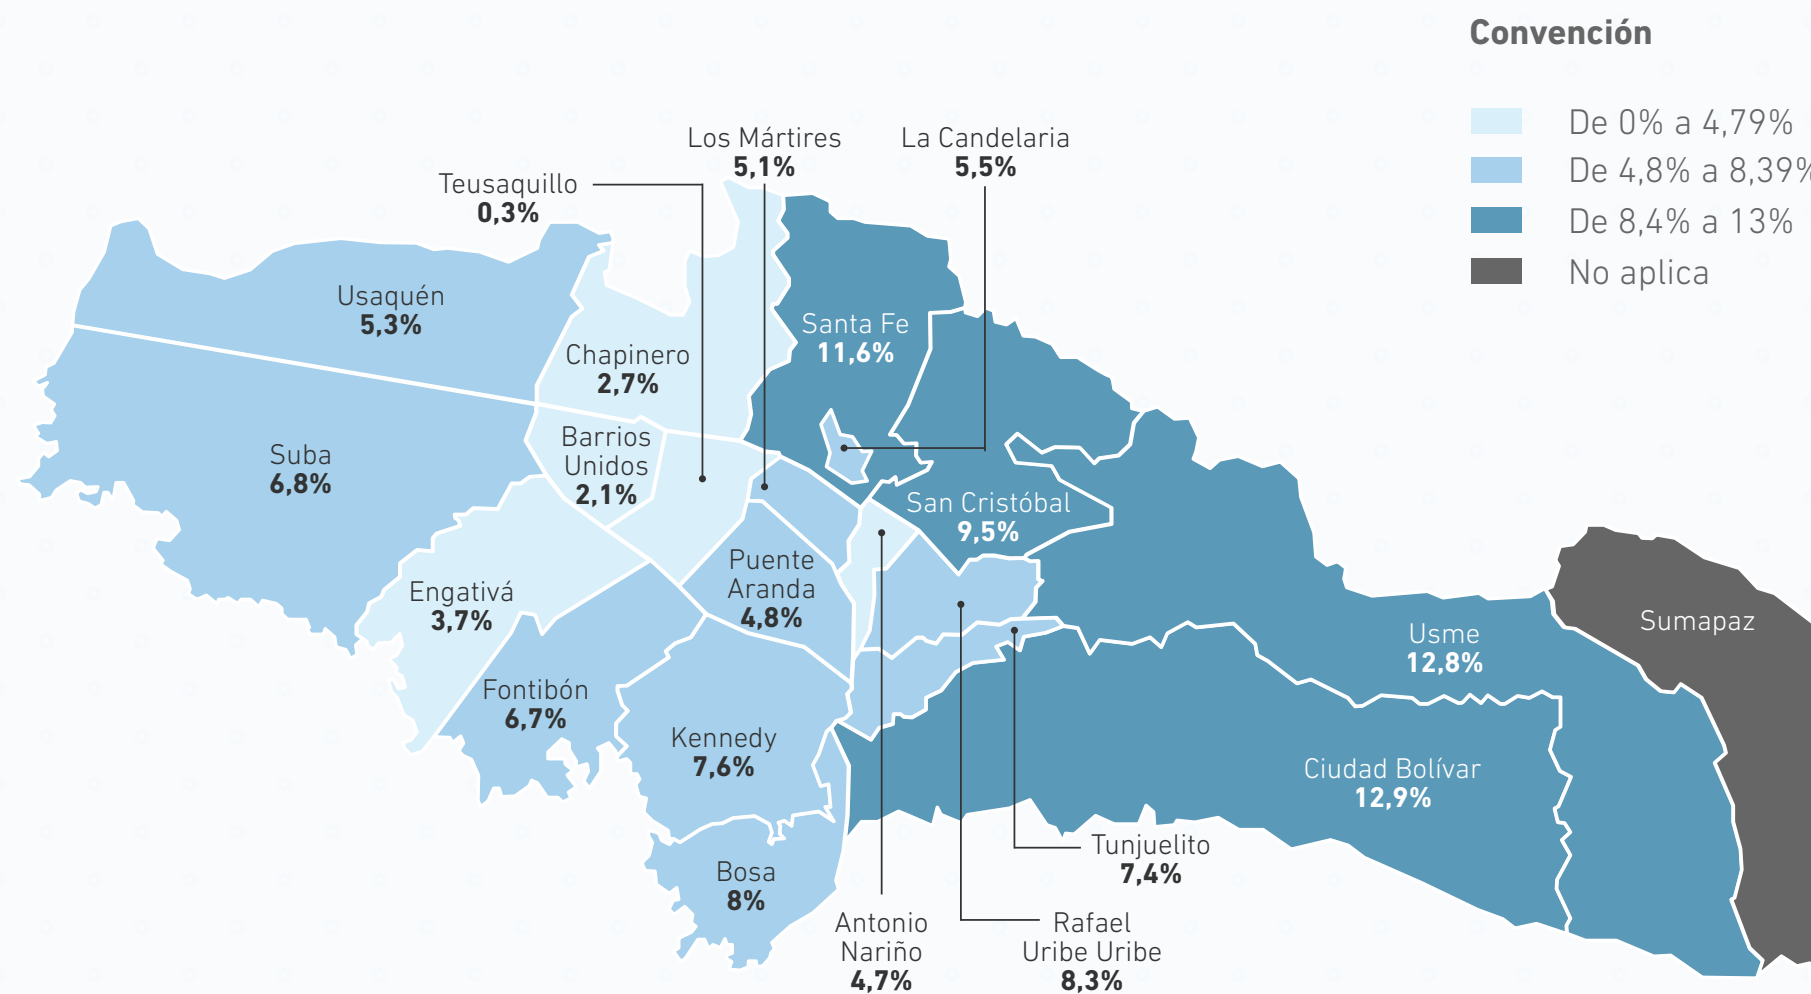 Convención
De 0% a 4,79%
De 4,8% a 8,39%
De 8,4% a 13%
No aplica
Los Mártires
5,1%
La Candelaria
5,5%
Teusaquillo
0,3%
Usaquén
5,3%
Santa Fe
11,6%
Chapinero
2,7%
Barrios
Unidos
2,1%
Suba
6,8%
San Cristóbal
9,5%
Puente
Aranda
4,8%
Engativá
3,7%
Sumapaz
Usme
12,8%
Fontibón
6,7%
Kennedy
7,6%
Ciudad Bolívar
12,9%
Tunjuelito
7,4%
Bosa
8%
Antonio
Nariño
4,7%
Rafael
Uribe Uribe
8,3%